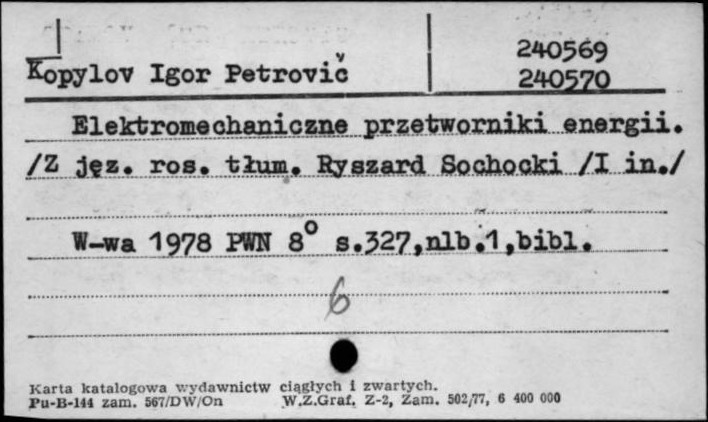 240569
Kopylov Igor Petrovič
240570
Elektromechaniczne przetworniki energii.
/Z jęz. ros. tłum. Ryszard Sochocki /I in./
W-wa 1978 PWN 8° s.327,nlb.1,bibl.
6
Karta katalogowa wydawnictw ciągłych i zwartych.
Pu-B-144 zam. 567/DW/On W.Z.Graf. Z-2, Zam. 502/77, 6 400 000